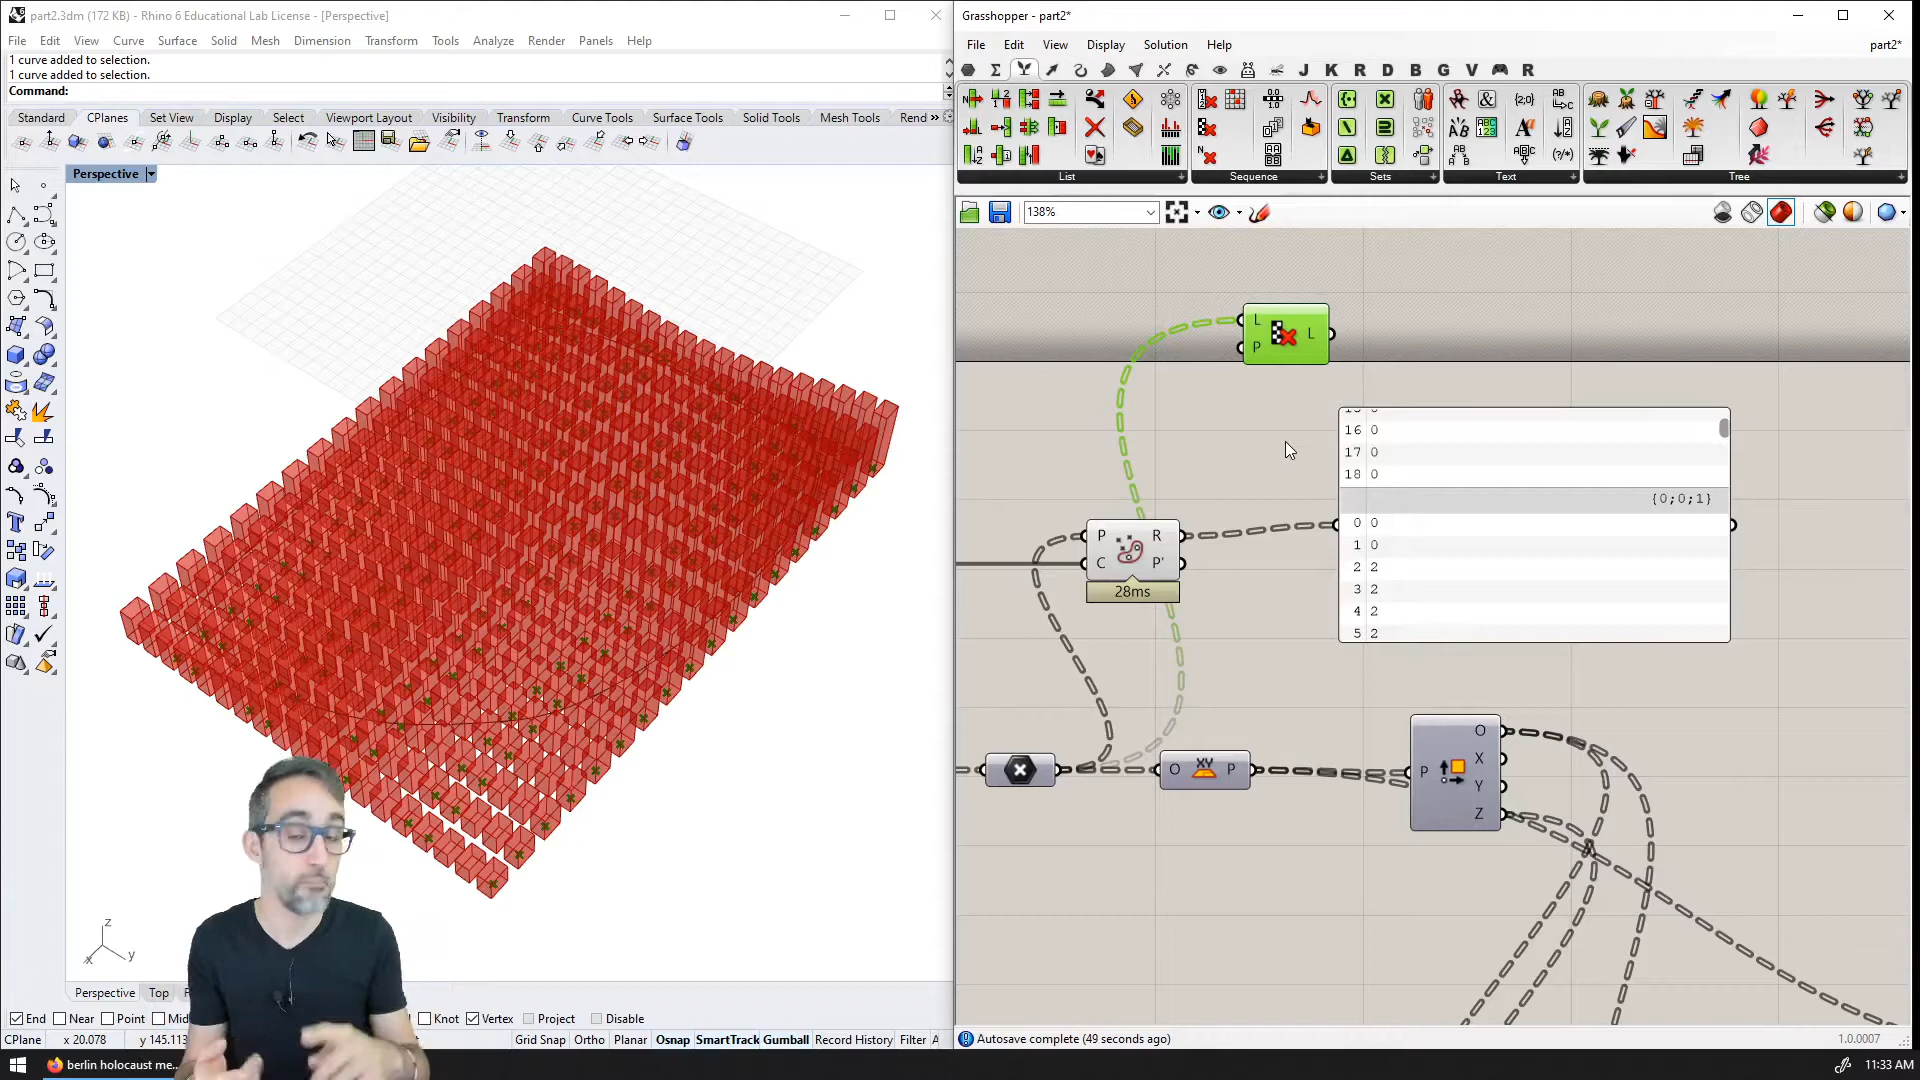 part2.3dm (172 KB) - Rhino 6 Educational Lab License - [Perspective]
File Edit View Curve Surface Solid Mesh Dimension Transform Tools Analyze Render Panels Help
1 curve added to selection.
1 curve added to selection.
Command:
Standard CPlanes Set View Display Select Viewport Layout Visibility Transform Curve Tools Surface Tools Solid Tools Mesh Tools Rend »
Perspective
z
y
x
Perspective Top
End Near Point Mid Knot Vertex Project Disable
CPlane x 20.078 y 145.113 Grid Snap Ortho Planar Osnap SmartTrack Gumball Record History Filter
berlin holocaust me...
Grasshopper - part2*
File Edit View Display Solution Help part2*
J K R D B G V R
List Sequence Sets Text Tree
138%
L
P
L
16 0
17 0
18 0
{0;0;1}
0 0
1 0
2 2
3 2
4 2
5 2
P R
C P'
28ms
O XY P
P
O
X
Y
Z
Autosave complete (49 seconds ago) 1.0.0007
11:33 AM